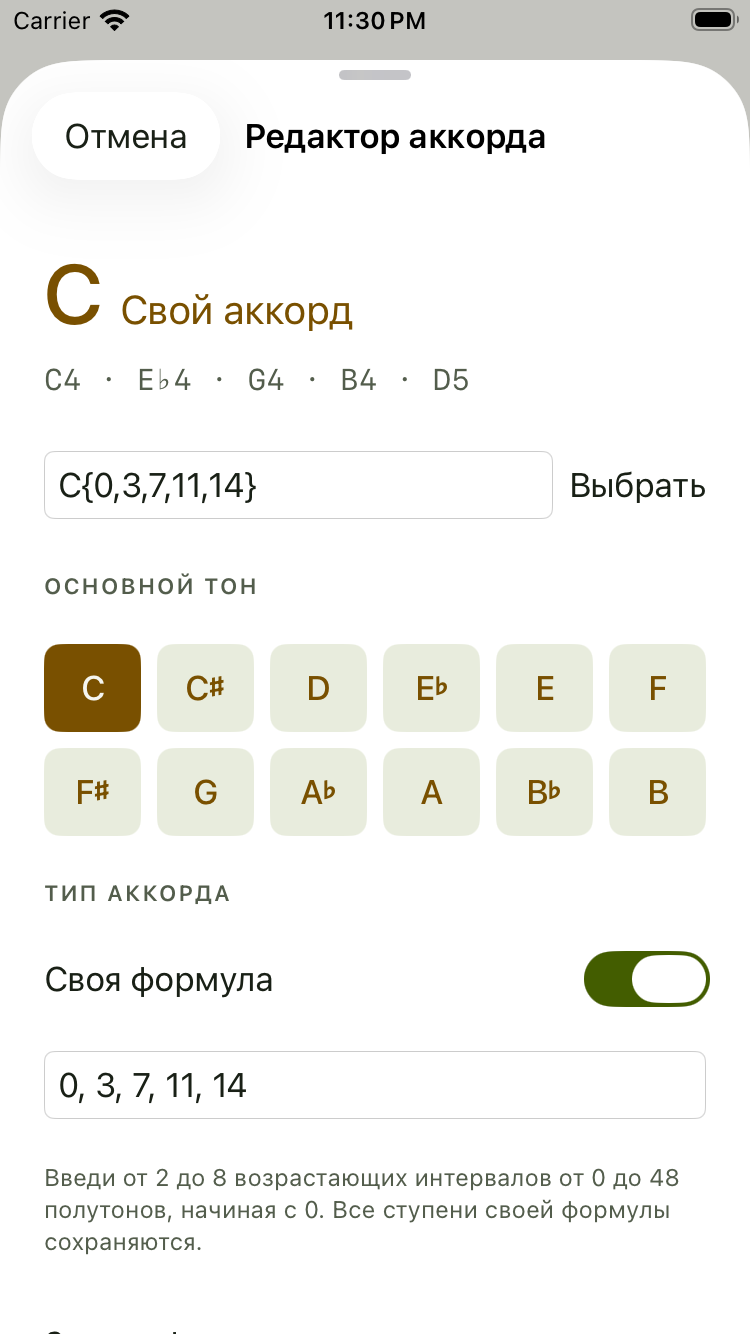 Carrier 11:30 PM
Отмена Редактор аккорда
C Свой аккорд
C4 · E♭4 · G4 · B4 · D5
C{0,3,7,11,14} Выбрать
ОСНОВНОЙ ТОН
C C♯ D E♭ E F
F♯ G A♭ A B♭ B
ТИП АККОРДА
Своя формула
0, 3, 7, 11, 14
Введи от 2 до 8 возрастающих интервалов от 0 до 48
полутонов, начиная с 0. Все ступени своей формулы
сохраняются.